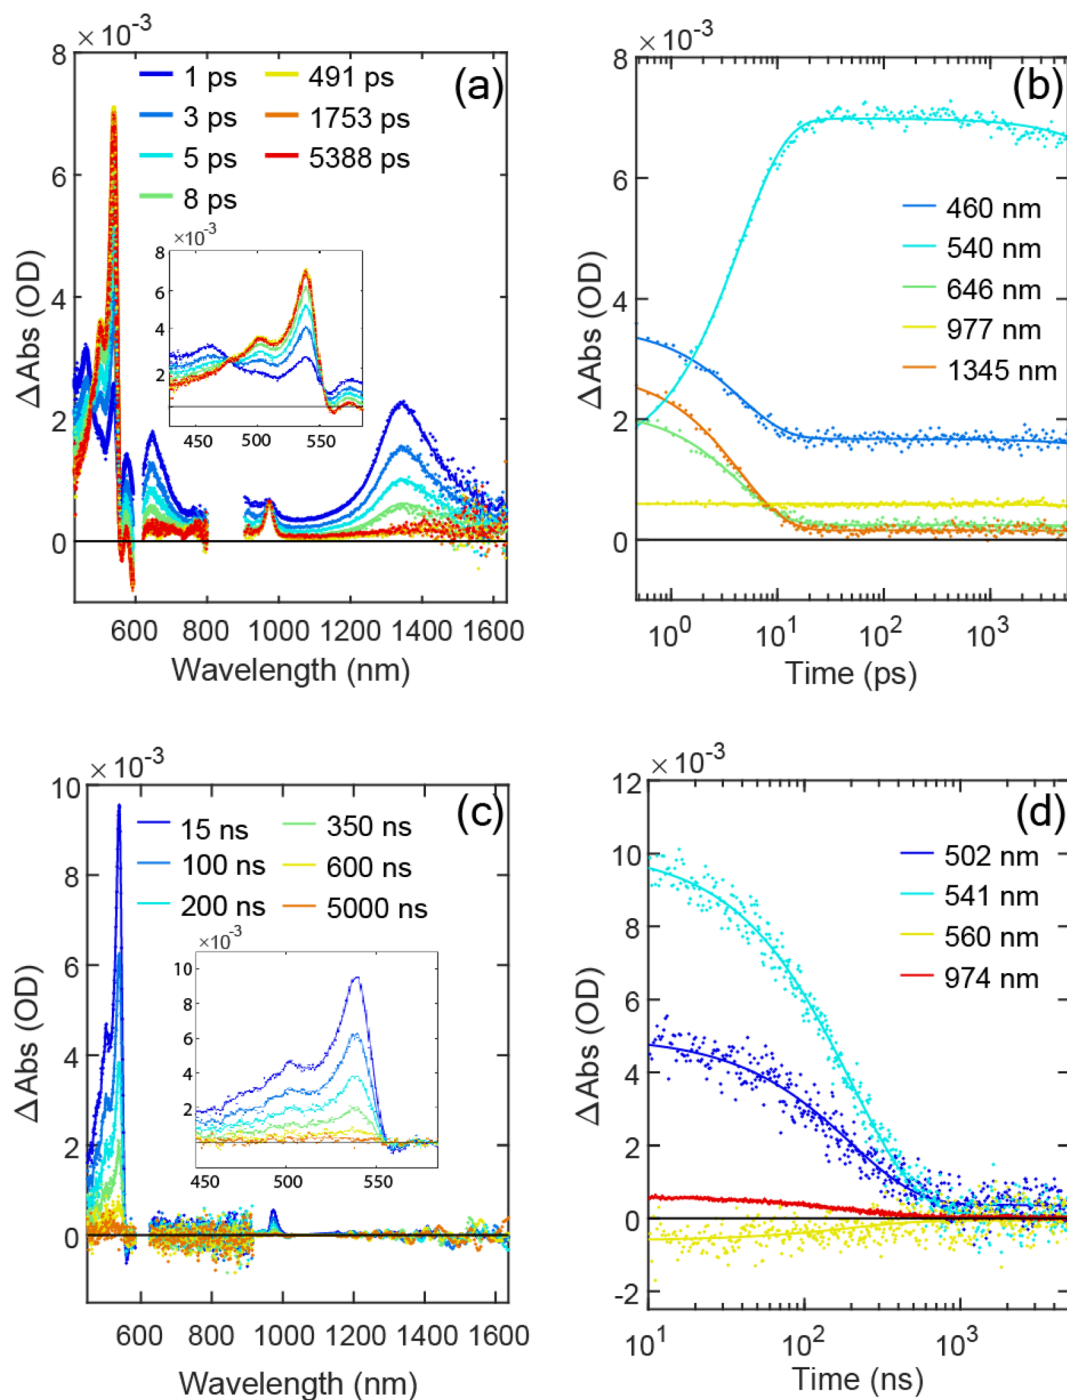 × 10⁻³
(a)
8
6
4
2
0
ΔAbs (OD)
1 ps
3 ps
5 ps
8 ps
491 ps
1753 ps
5388 ps
×10⁻³
8
6
4
2
450 500 550
600 800 1000 1200 1400 1600
Wavelength (nm)
× 10⁻³
(b)
8
6
4
2
0
ΔAbs (OD)
460 nm
540 nm
646 nm
977 nm
1345 nm
10⁰ 10¹ 10² 10³
Time (ps)
× 10⁻³
(c)
10
8
6
4
2
0
ΔAbs (OD)
15 ns
100 ns
200 ns
350 ns
600 ns
5000 ns
×10⁻³
10
8
6
4
2
450 500 550
600 800 1000 1200 1400 1600
Wavelength (nm)
× 10⁻³
(d)
12
10
8
6
4
2
0
-2
ΔAbs (OD)
502 nm
541 nm
560 nm
974 nm
10¹ 10² 10³
Time (ns)